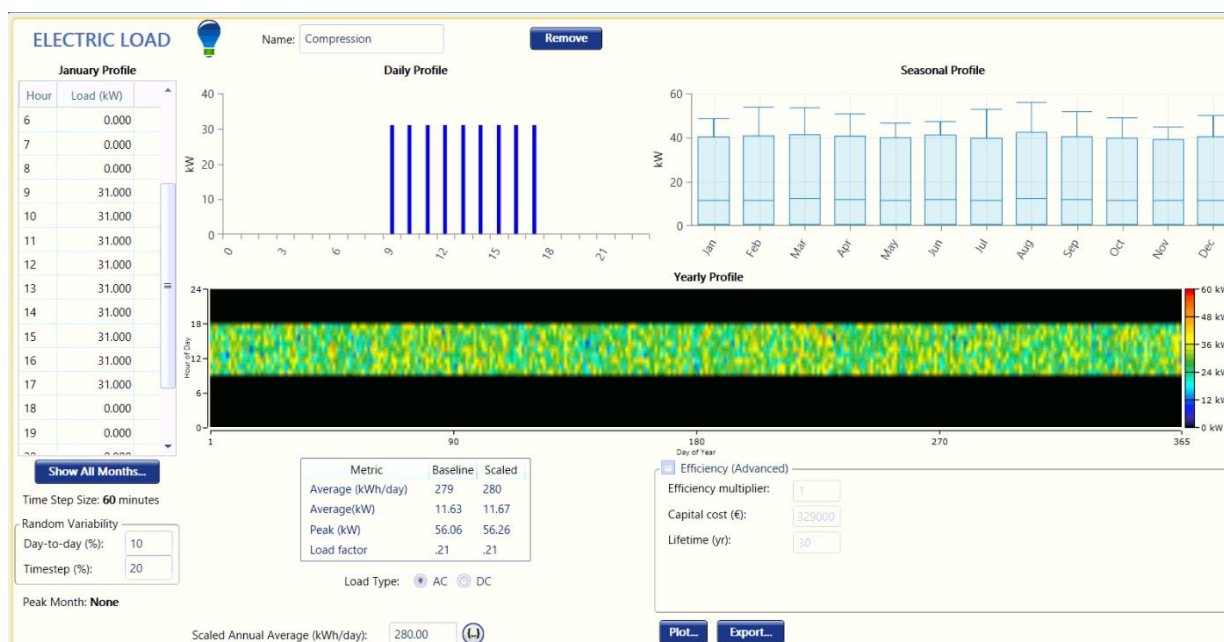 ELECTRIC LOAD
Name: Compression
Remove
January Profile
Hour Load (kW)
6 0.000
7 0.000
8 0.000
9 31.000
10 31.000
11 31.000
12 31.000
13 31.000
14 31.000
15 31.000
16 31.000
17 31.000
18 0.000
19 0.000
Show All Months...
Time Step Size: 60 minutes
Random Variability
Day-to-day (%): 10
Timestep (%): 20
Peak Month: None
Daily Profile
kW
40
30
20
10
0
0 3 6 9 12 15 18 21
Seasonal Profile
kW
60
40
20
0
Jan Feb Mar Apr May Jun Jul Aug Sep Oct Nov Dec
Yearly Profile
Hour of Day
24
18
12
6
0
1 90 180 270 365
Day of Year
60 kW
48 kW
36 kW
24 kW
12 kW
0 kW
Metric Baseline Scaled
Average (kWh/day) 279 280
Average(kW) 11.63 11.67
Peak (kW) 56.06 56.26
Load factor .21 .21
Load Type: AC DC
Scaled Annual Average (kWh/day): 280.00 {..}
Efficiency (Advanced)
Efficiency multiplier: 1
Capital cost (€): 329000
Lifetime (yr): 30
Plot... Export...